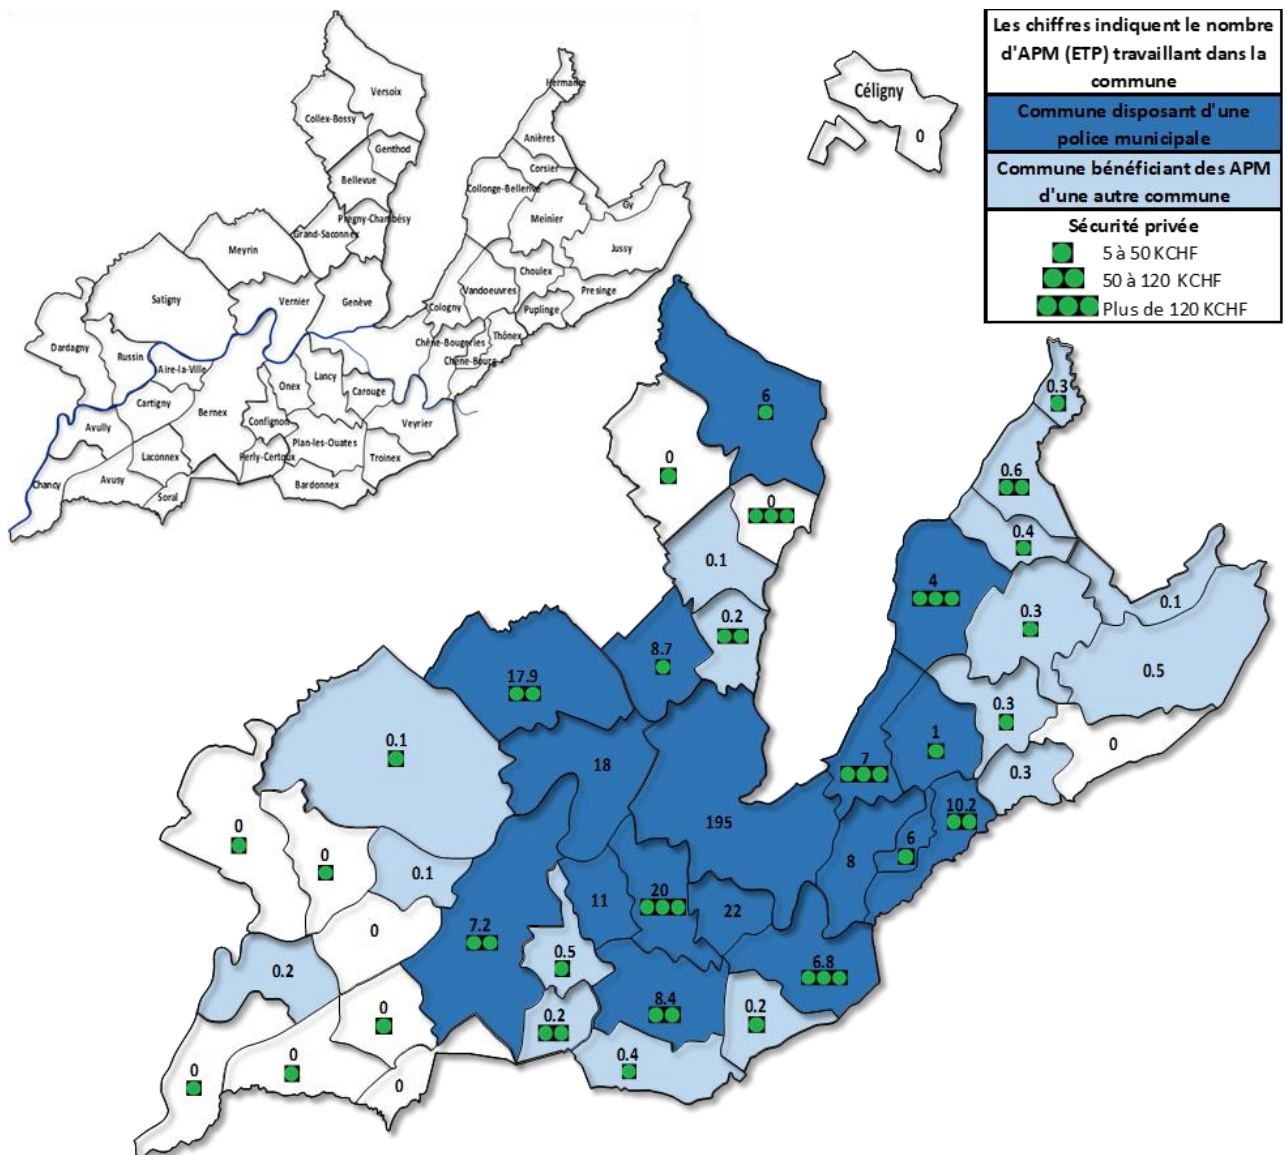 Les chiffres indiquent le nombre
d'APM (ETP) travaillant dans la
commune
Commune disposant d'une
police municipale
Commune bénéficiant des APM
d'une autre commune
Sécurité privée
5 à 50 KCHF
50 à 120 KCHF
Plus de 120 KCHF
Céligny
0
Versoix
Hermance
Collex-Bossy
Anières
Genthod
Corsier
Bellevue
Collonge-Bellerive
Gy
Pregny-Chambésy
Meinier
Grand-Saconnex
Meyrin
Jussy
Choulex
Vandoeuvres
Presinge
Satigny
Vernier
Genève
Cologny
Puplinge
Thônex
Dardagny
Russin
Chêne-Bougeries
Chêne-Bourg
Aire-la-Ville
Lancy
Onex
Carouge
Cartigny
Bernex
Confignon
Veyrier
Avully
Plan-les-Ouates
Laconnex
Perly-Certoux
Troinex
Chancy
Avusy
Bardonnex
Soral
6
0.3
0
0.6
0
0.4
0.1
4
0.1
0.2
0.3
8.7
17.9
0.5
0.3
0.1
1
0
18
7
0.3
10.2
195
0
6
0
8
0.1
20
11
22
7.2
0
0.5
6.8
0.2
8.4
0
0.2
0.2
0
0.4
0
0